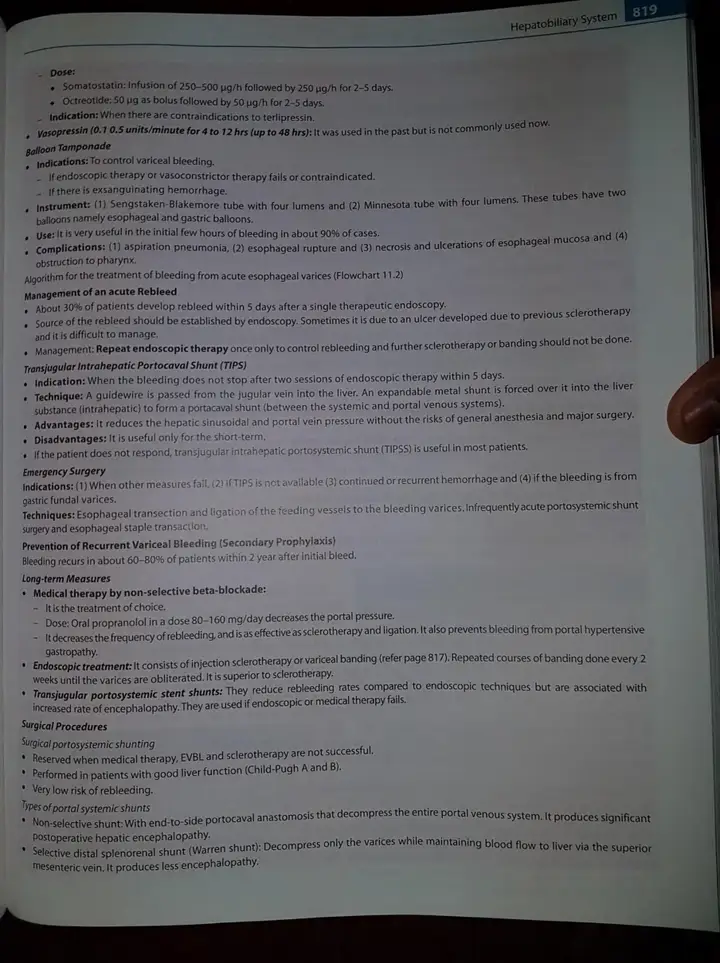 Hepatobiliary System 819
– Dose:
• Somatostatin: Infusion of 250–500 µg/h followed by 250 µg/h for 2–5 days.
• Octreotide: 50 µg as bolus followed by 50 µg/h for 2–5 days.
– Indication: When there are contraindications to terlipressin.
• Vasopressin (0.1 0.5 units/minute for 4 to 12 hrs (up to 48 hrs): It was used in the past but is not commonly used now.
Balloon Tamponade
• Indications: To control variceal bleeding.
– If endoscopic therapy or vasoconstrictor therapy fails or contraindicated.
– If there is exsanguinating hemorrhage.
• Instrument: (1) Sengstaken-Blakemore tube with four lumens and (2) Minnesota tube with four lumens. These tubes have two
balloons namely esophageal and gastric balloons.
• Use: It is very useful in the initial few hours of bleeding in about 90% of cases.
• Complications: (1) aspiration pneumonia, (2) esophageal rupture and (3) necrosis and ulcerations of esophageal mucosa and (4)
obstruction to pharynx.
Algorithm for the treatment of bleeding from acute esophageal varices (Flowchart 11.2)
Management of an acute Rebleed
• About 30% of patients develop rebleed within 5 days after a single therapeutic endoscopy.
• Source of the rebleed should be established by endoscopy. Sometimes it is due to an ulcer developed due to previous sclerotherapy
and it is difficult to manage.
• Management: Repeat endoscopic therapy once only to control rebleeding and further sclerotherapy or banding should not be done.
Transjugular Intrahepatic Portocaval Shunt (TIPS)
• Indication: When the bleeding does not stop after two sessions of endoscopic therapy within 5 days.
• Technique: A guidewire is passed from the jugular vein into the liver. An expandable metal shunt is forced over it into the liver
substance (intrahepatic) to form a portacaval shunt (between the systemic and portal venous systems).
• Advantages: It reduces the hepatic sinusoidal and portal vein pressure without the risks of general anesthesia and major surgery.
• Disadvantages: It is useful only for the short-term.
• If the patient does not respond, transjugular intrahepatic portosystemic shunt (TIPSS) is useful in most patients.
Emergency Surgery
Indications: (1) When other measures fail, (2) if TIPS is not available (3) continued or recurrent hemorrhage and (4) if the bleeding is from
gastric fundal varices.
Techniques: Esophageal transection and ligation of the feeding vessels to the bleeding varices. Infrequently acute portosystemic shunt
surgery and esophageal staple transaction.
Prevention of Recurrent Variceal Bleeding (Secondary Prophylaxis)
Bleeding recurs in about 60–80% of patients within 2 year after initial bleed.
Long-term Measures
• Medical therapy by non-selective beta-blockade:
– It is the treatment of choice.
– Dose: Oral propranolol in a dose 80–160 mg/day decreases the portal pressure.
– It decreases the frequency of rebleeding, and is as effective as sclerotherapy and ligation. It also prevents bleeding from portal hypertensive
gastropathy.
• Endoscopic treatment: It consists of injection sclerotherapy or variceal banding (refer page 817). Repeated courses of banding done every 2
weeks until the varices are obliterated. It is superior to sclerotherapy.
• Transjugular portosystemic stent shunts: They reduce rebleeding rates compared to endoscopic techniques but are associated with
increased rate of encephalopathy. They are used if endoscopic or medical therapy fails.
Surgical Procedures
Surgical portosystemic shunting
• Reserved when medical therapy, EVBL and sclerotherapy are not successful.
• Performed in patients with good liver function (Child-Pugh A and B).
• Very low risk of rebleeding.
Types of portal systemic shunts
• Non-selective shunt: With end-to-side portocaval anastomosis that decompress the entire portal venous system. It produces significant
postoperative hepatic encephalopathy.
• Selective distal splenorenal shunt (Warren shunt): Decompress only the varices while maintaining blood flow to liver via the superior
mesenteric vein. It produces less encephalopathy.